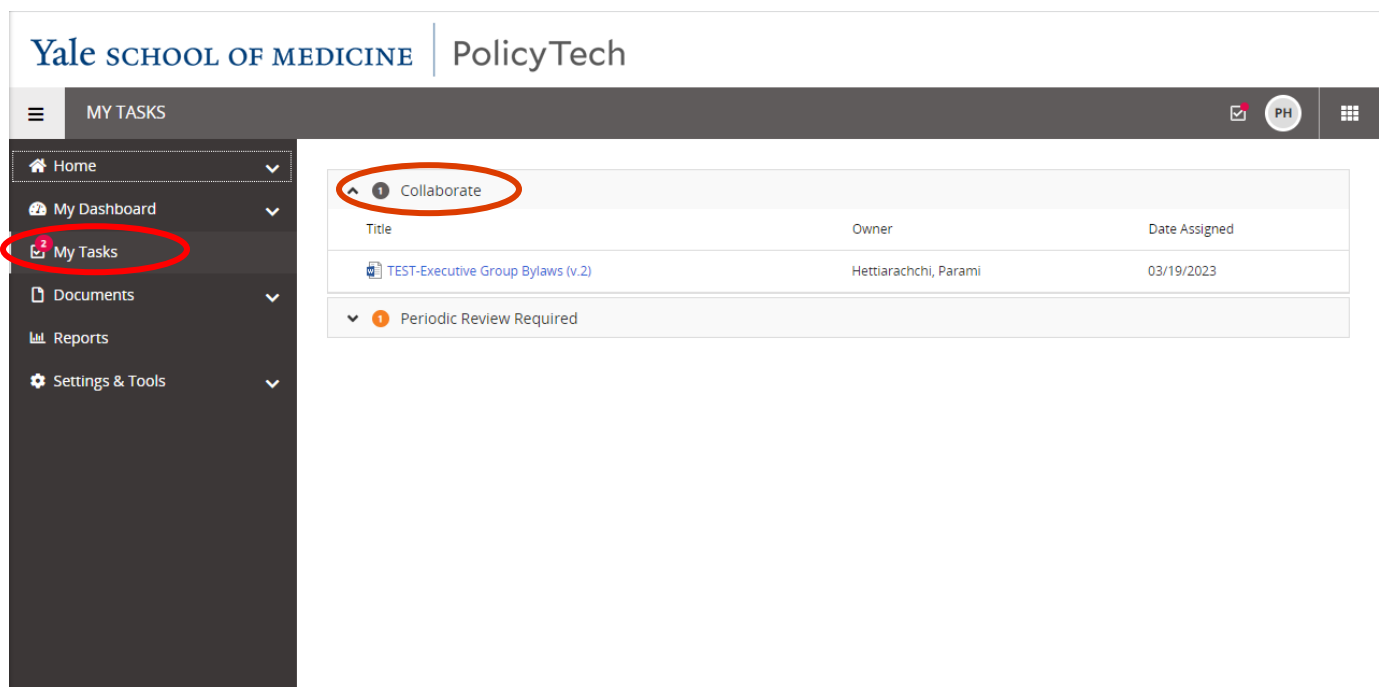 Yale SCHOOL OF MEDICINE PolicyTech
MY TASKS PH
Home
My Dashboard
2
My Tasks
Documents
Reports
Settings & Tools
1 Collaborate
Title Owner Date Assigned
TEST-Executive Group Bylaws (v.2) Hettiarachchi, Parami 03/19/2023
1 Periodic Review Required